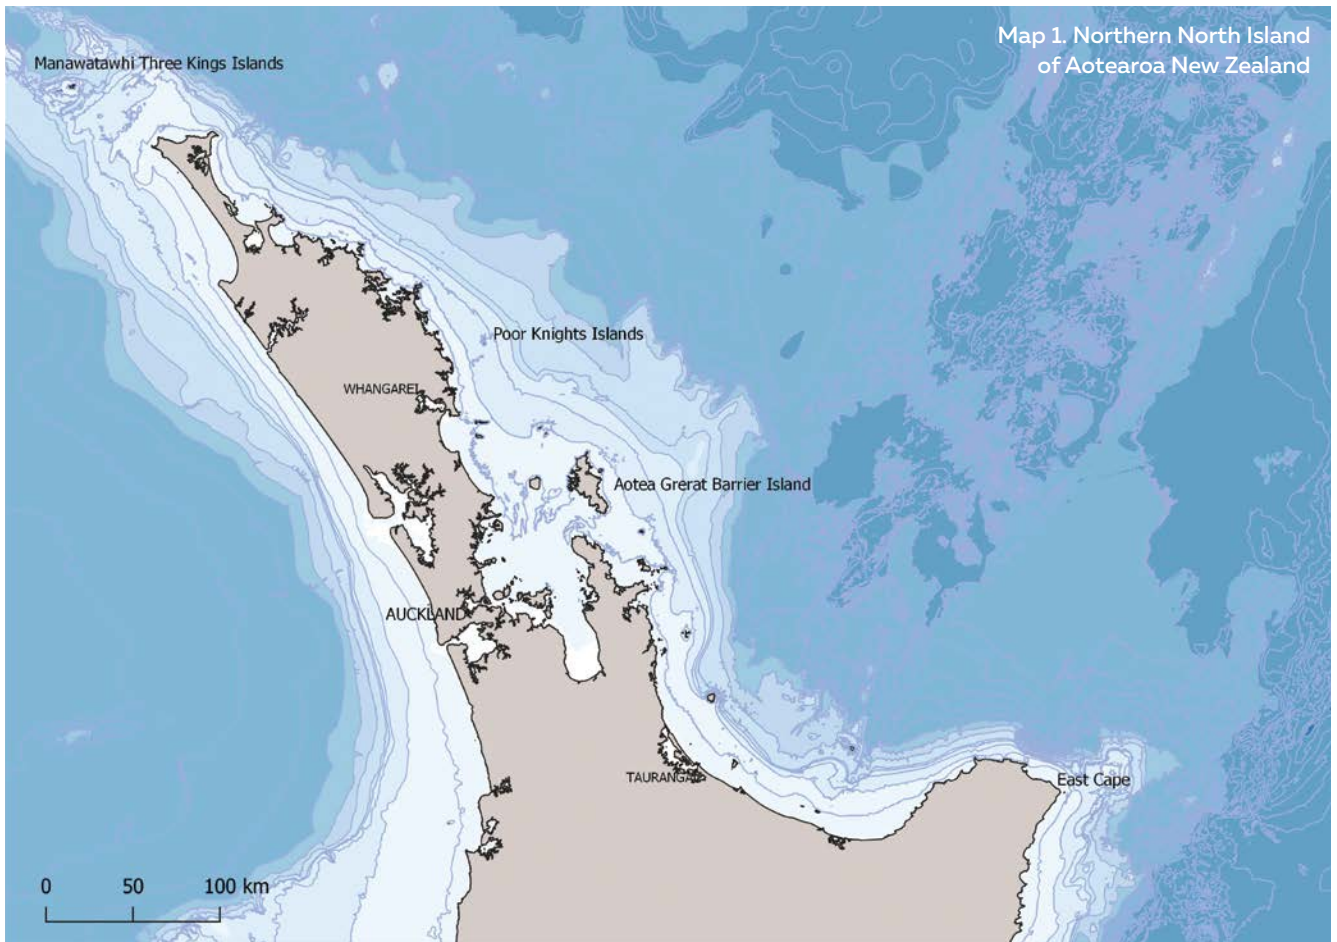 Map 1. Northern North Island
of Aotearoa New Zealand
Manawatawhi Three Kings Islands
Poor Knights Islands
WHANGAREI
Aotea Grerat Barrier Island
AUCKLAND
TAURANGA
East Cape
0 50 100 km